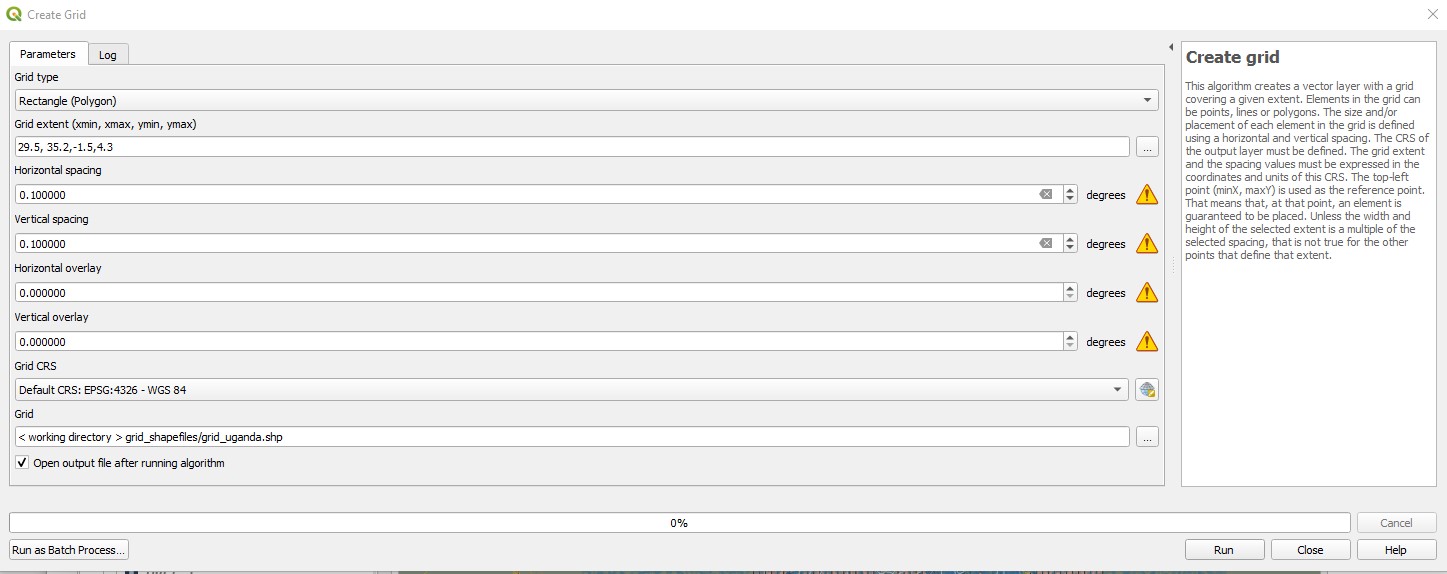 Create Grid
Parameters
Log
Grid type
Rectangle (Polygon)
Grid extent (xmin, xmax, ymin, ymax)
29.5, 35.2,-1.5,4.3
...
Horizontal spacing
0.100000
degrees
Vertical spacing
0.100000
degrees
Horizontal overlay
0.000000
degrees
Vertical overlay
0.000000
degrees
Grid CRS
Default CRS: EPSG:4326 - WGS 84
Grid
< working directory > grid_shapefiles/grid_uganda.shp
...
Open output file after running algorithm
Create grid
This algorithm creates a vector layer with a grid
covering a given extent. Elements in the grid can
be points, lines or polygons. The size and/or
placement of each element in the grid is defined
using a horizontal and vertical spacing. The CRS of
the output layer must be defined. The grid extent
and the spacing values must be expressed in the
coordinates and units of this CRS. The top-left
point (minX, maxY) is used as the reference point.
That means that, at that point, an element is
guaranteed to be placed. Unless the width and
height of the selected extent is a multiple of the
selected spacing, that is not true for the other
points that define that extent.
0%
Cancel
Run as Batch Process...
Run
Close
Help